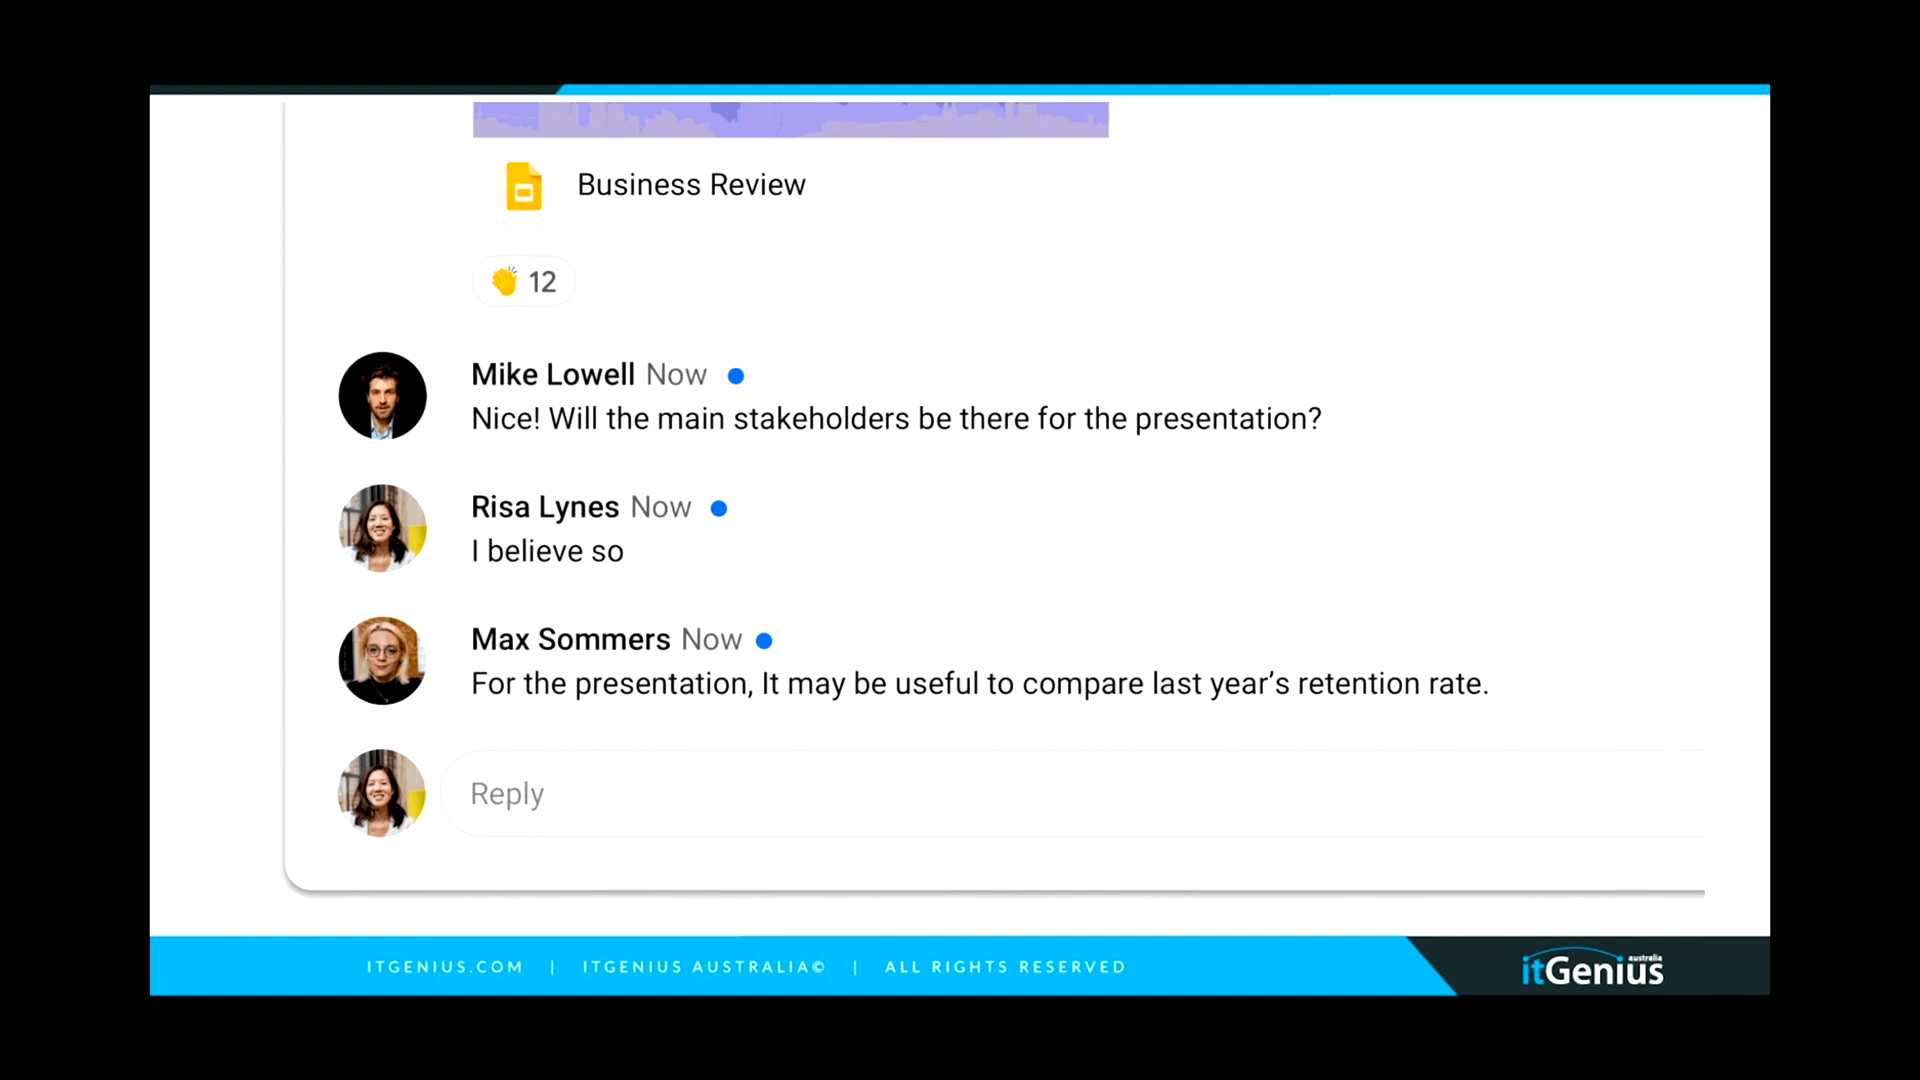 Business Review
12
Mike Lowell Now
Nice! Will the main stakeholders be there for the presentation?
Risa Lynes Now
I believe so
Max Sommers Now
For the presentation, It may be useful to compare last year’s retention rate.
Reply
ITGENIUS.COM | ITGENIUS AUSTRALIA© | ALL RIGHTS RESERVED
australia
itGenius